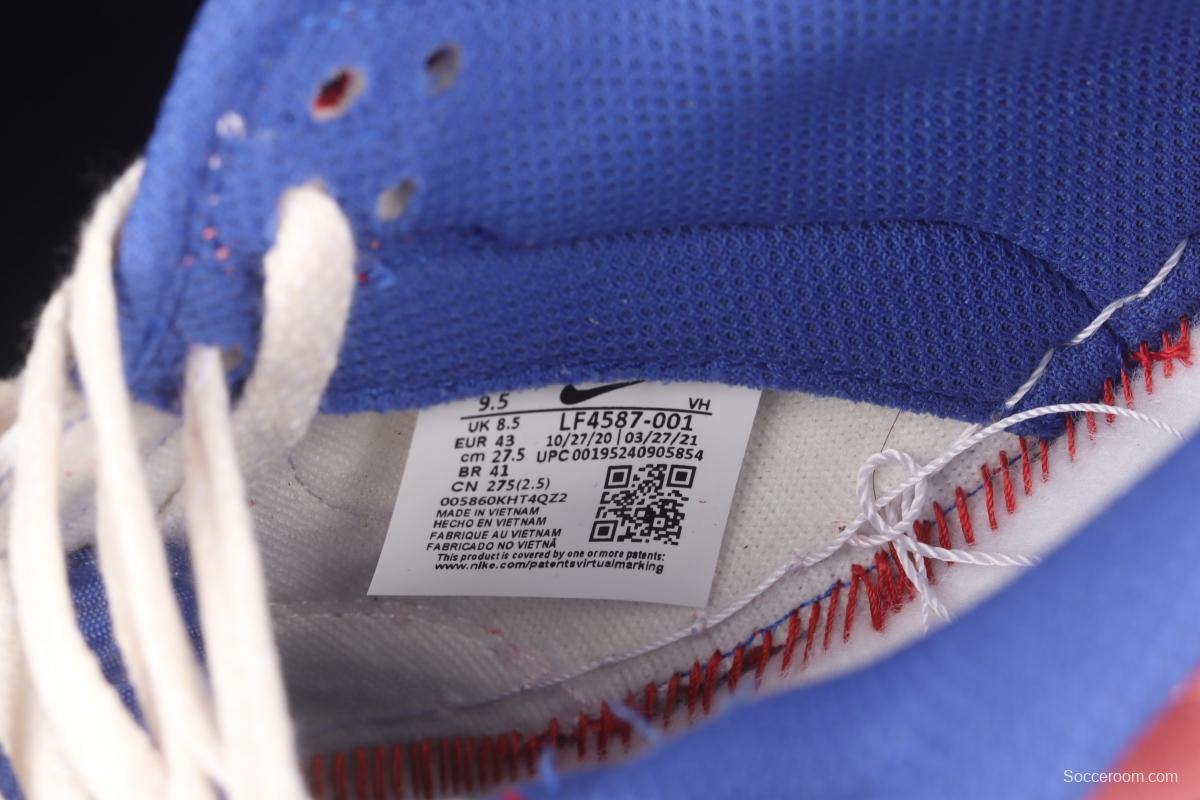 9.5 VH
UK 8.5 LF4587-001
EUR 43 10/27/20 | 03/27/21
cm 27.5 UPC 00195240905854
BR 41
CN 275(2.5)
005860KHT4QZ2
MADE IN VIETNAM
HECHO EN VIETNAM
FABRIQUE AU VIETNAM
FABRICADO NO VIETNÃ
This product is covered by one or more patents:
www.nike.com/patentsvirtualmarking
Socceroom.com